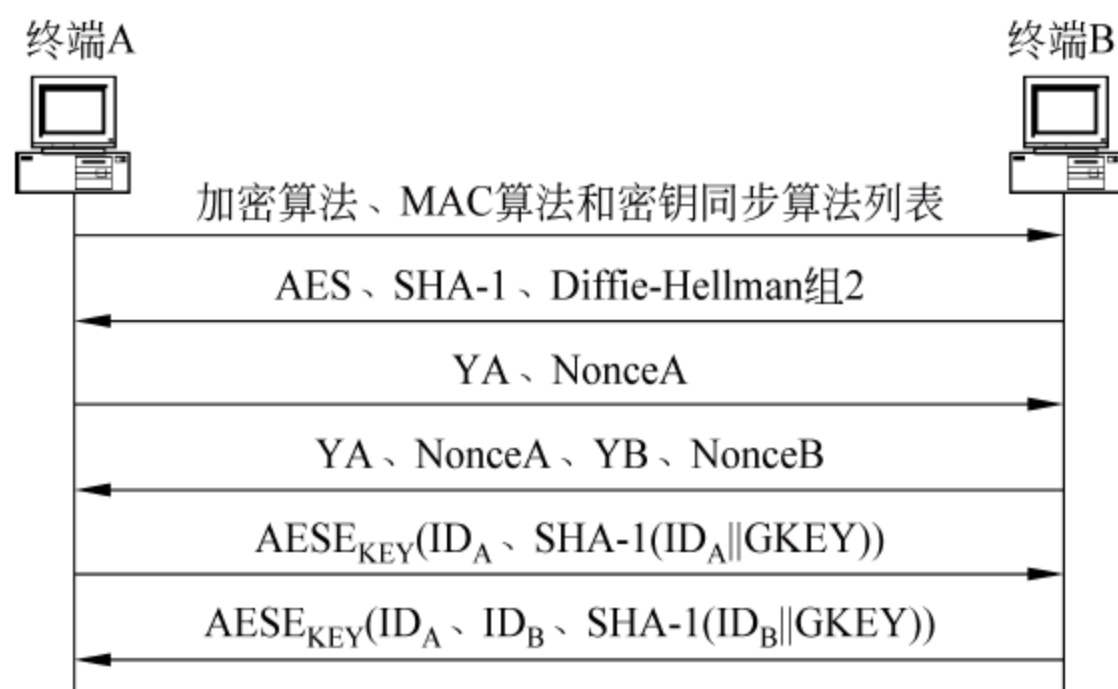 终端A
终端B
加密算法、MAC算法和密钥同步算法列表
AES、SHA-1、Diffie-Hellman组2
YA、NonceA
YA、NonceA、YB、NonceB
AESE_KEY(ID_A、SHA-1(ID_A||GKEY))
AESE_KEY(ID_A、ID_B、SHA-1(ID_B||GKEY))